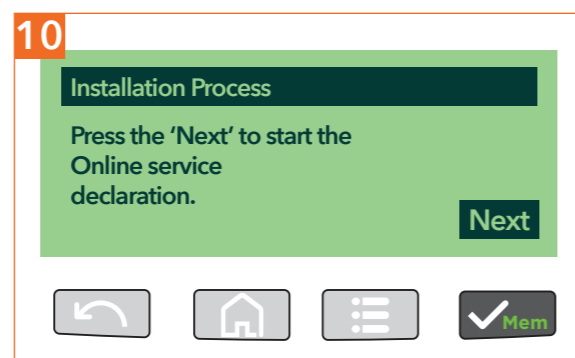 10
Installation Process
Press the ‘Next’ to start the
Online service
declaration.
Next
Mem